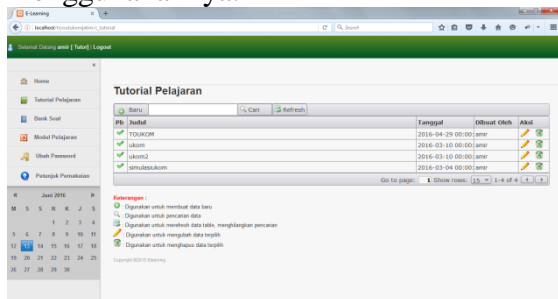 E-Learning
localhost
Search
Selamat Datang amir [ Tutor] | Logout
Home
Tutorial Pelajaran
Bank Soal
Modul Pelajaran
Ubah Password
Petunjuk Pemakaian
Juni 2016
M S S R K J S
1 2 3 4
5 6 7 8 9 10 11
12 13 14 15 16 17 18
19 20 21 22 23 24 25
26 27 28 29 30
Tutorial Pelajaran
Baru Cari Refresh
Pb Judul Tanggal Dibuat Oleh Aksi
TOUKOM 2016-04-29 00:00: amir
ukom 2016-03-10 00:00: amir
ukom2 2016-03-10 00:00: amir
simulasiukom 2016-03-10 00:00: amir
Go to page: 1 Show rows: 15 1-4 of 4
Keterangan :
: Digunakan untuk membuat data baru
: Digunakan untuk pencarian data
: Digunakan untuk merefresh data table, menghilangkan pencarian
: Digunakan untuk mengubah data terpilih
: Digunakan untuk menghapus data terpilih
Copyright ©2015 Elearning